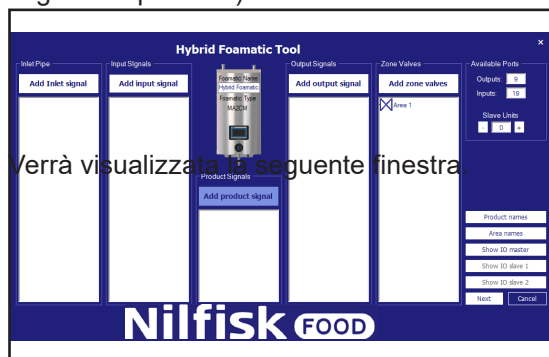 Hybrid Foamatic Tool
×
Inlet Pipe
Add Inlet signal
Input Signals
Add input signal
Foamatic Name
Hybrid Foamatic
Foamatic Type
MA2CM
Product Signals
Add product signal
Output Signals
Add output signal
Zone Valves
Add zone valves
Area 1
Available Ports
Outputs: 9
Inputs: 19
Slave Units
- 0 +
Verrà visualizzata la seguente finestra.
Product names
Area names
Show IO master
Show IO slave 1
Show IO slave 2
Next Cancel
Nilfisk FOOD